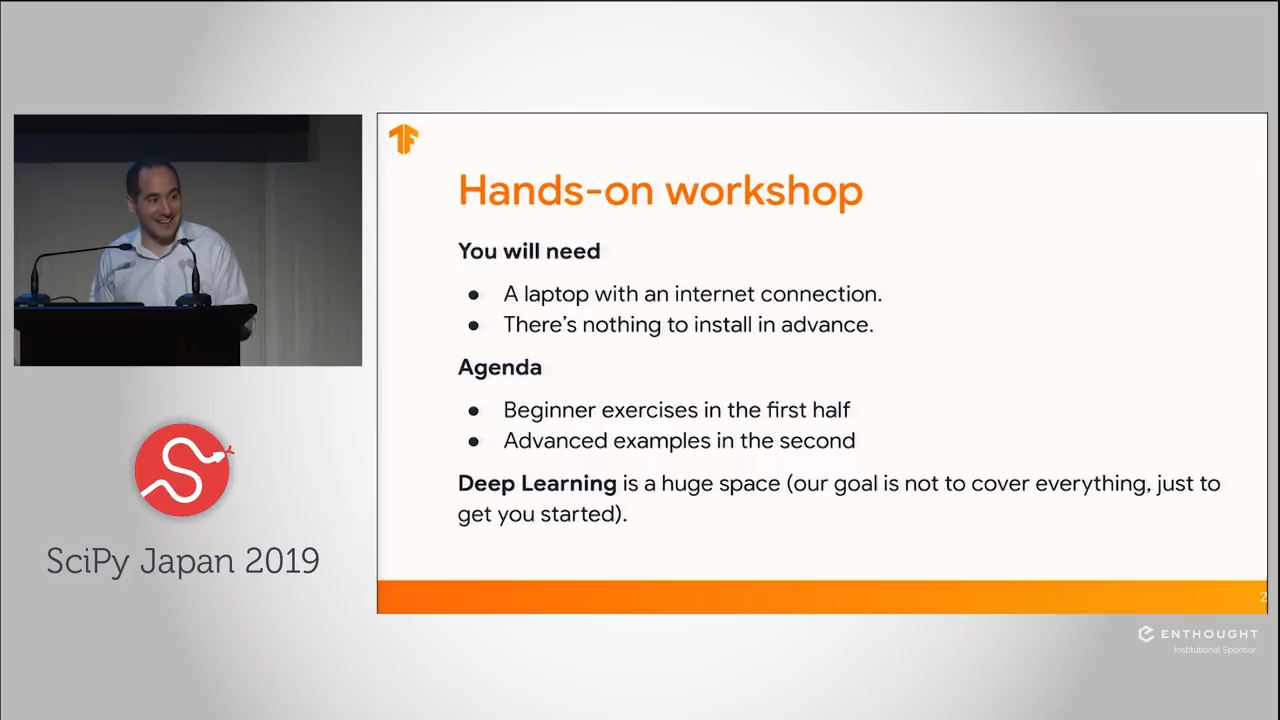 Hands-on workshop
You will need
● A laptop with an internet connection.
● There's nothing to install in advance.
Agenda
● Beginner exercises in the first half
● Advanced examples in the second
Deep Learning is a huge space (our goal is not to cover everything, just to
get you started).
2
SciPy Japan 2019
ENTHOUGHT
Institutional Sponsor